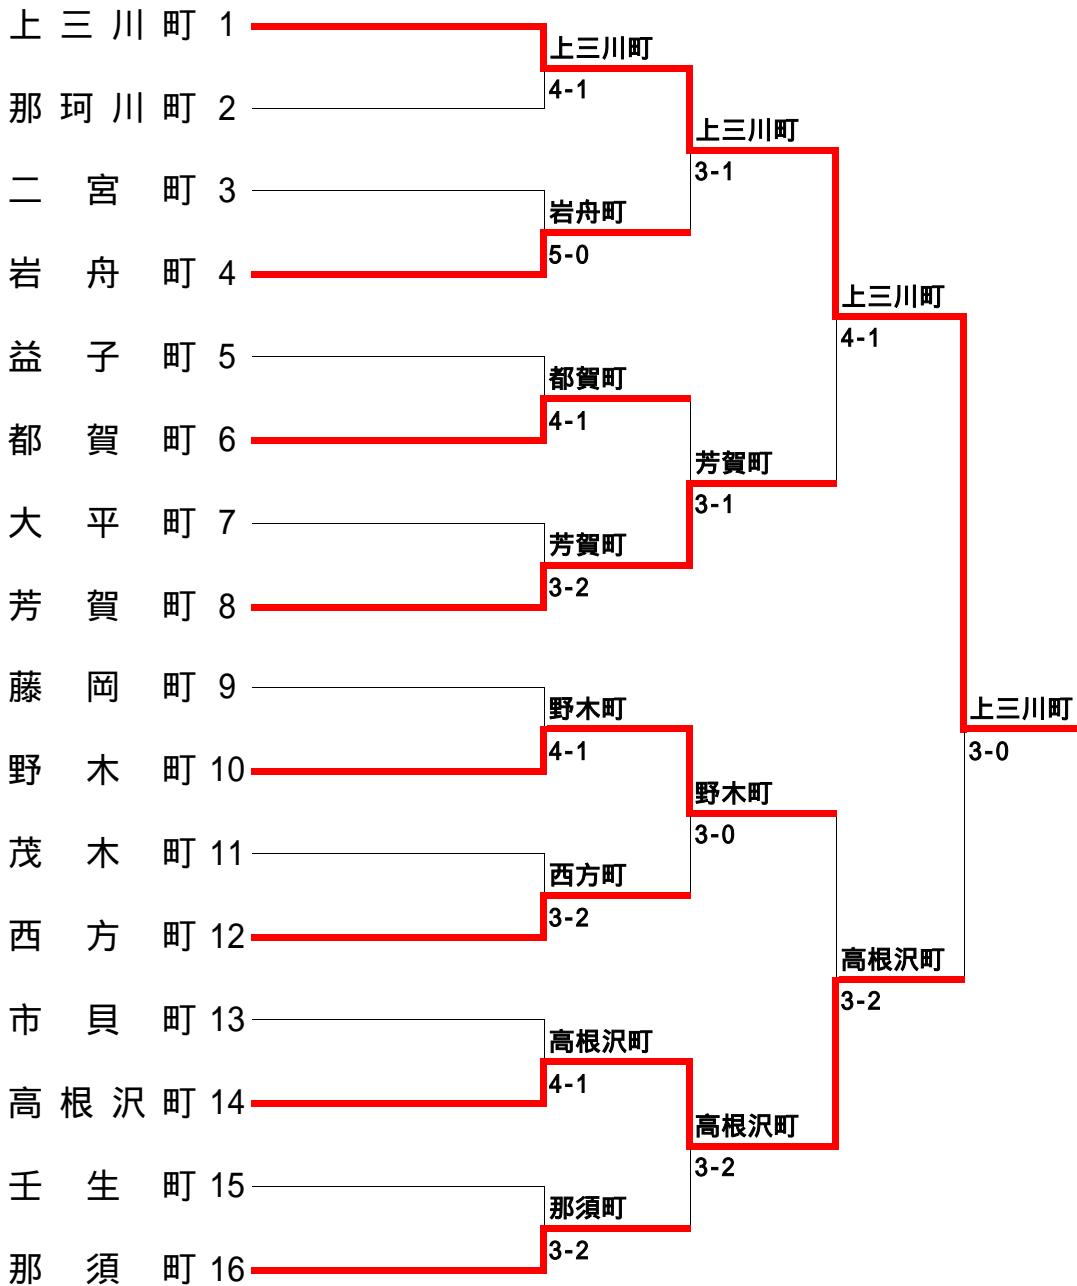 上三川町 1
上三川町
4-1
那珂川町 2
上三川町
3-1
二宮町 3
岩舟町
5-0
岩舟町 4
上三川町
4-1
益子町 5
都賀町
4-1
都賀町 6
芳賀町
3-1
大平町 7
芳賀町
3-2
芳賀町 8
藤岡町 9
野木町
上三川町
3-0
4-1
野木町 10
野木町
3-0
茂木町 11
西方町
3-2
西方町 12
高根沢町
3-2
市貝町 13
高根沢町
4-1
高根沢町 14
高根沢町
3-2
壬生町 15
那須町
3-2
那須町 16